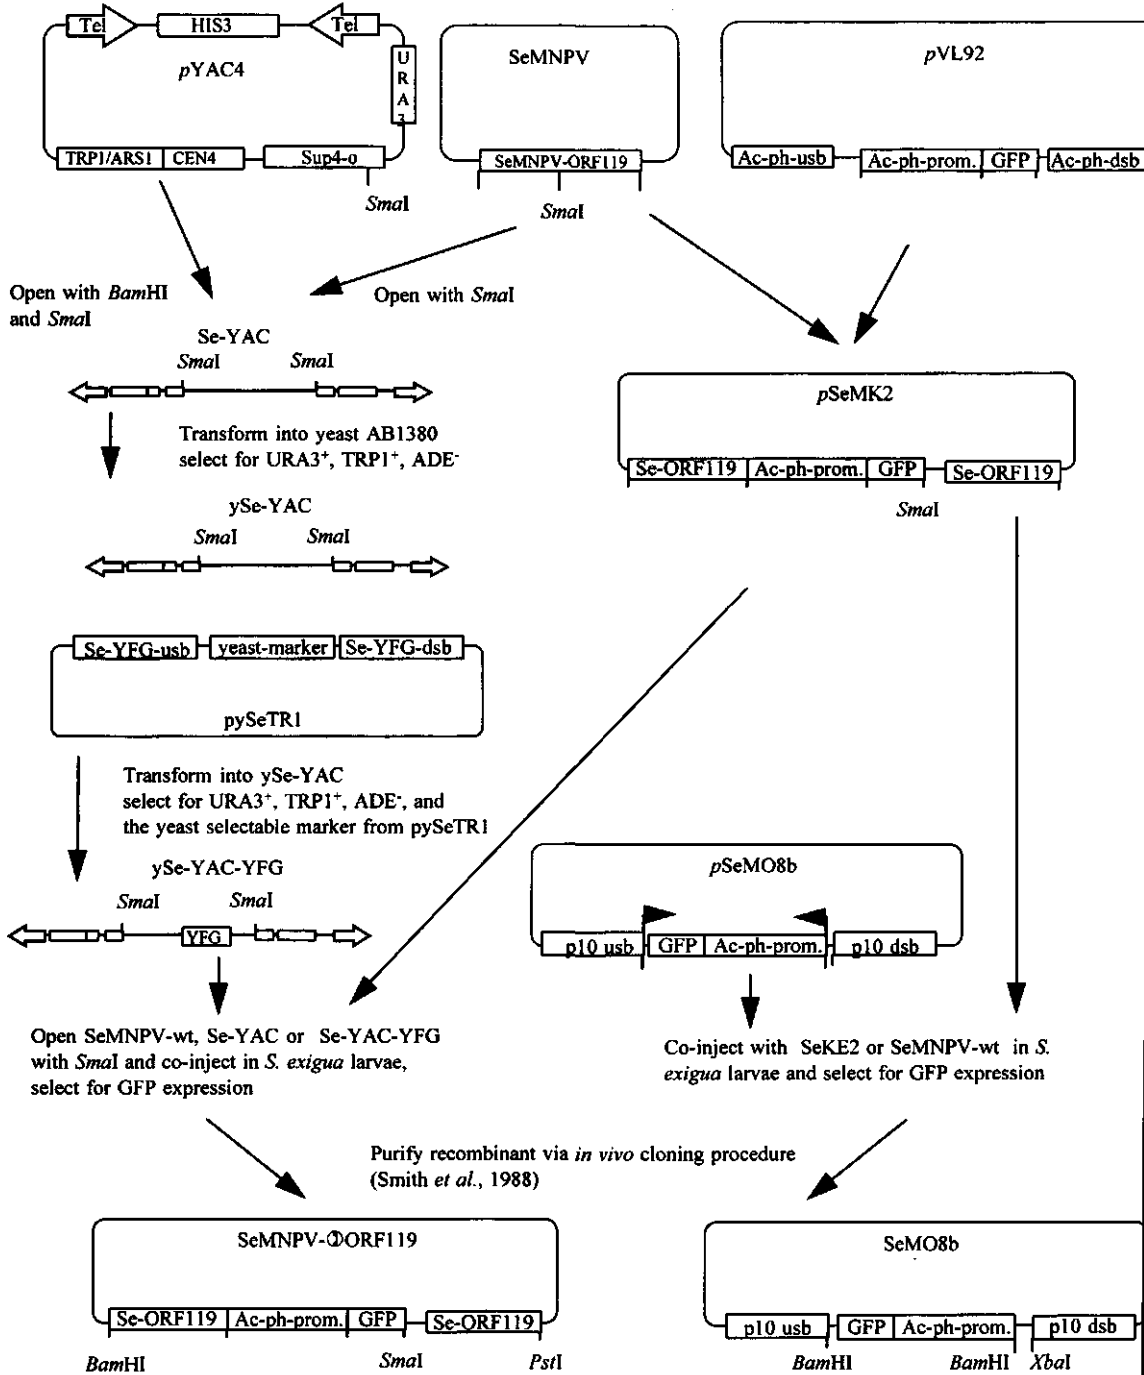 Tel HIS3 Tel
pYAC4
URA3
TRP1/ARS1 CEN4 Sup4-o
SmaI
SeMNPV
SeMNPV-ORF119
SmaI
pVL92
Ac-ph-usb Ac-ph-prom. GFP Ac-ph-dsb
Open with BamHI
and SmaI
Open with SmaI
Se-YAC
SmaI SmaI
Transform into yeast AB1380
select for URA3⁺, TRP1⁺, ADE⁻
ySe-YAC
SmaI SmaI
pSeMK2
Se-ORF119 Ac-ph-prom. GFP Se-ORF119
SmaI
Se-YFG-usb yeast-marker Se-YFG-dsb
pySeTR1
Transform into ySe-YAC
select for URA3⁺, TRP1⁺, ADE⁻, and
the yeast selectable marker from pySeTR1
ySe-YAC-YFG
SmaI SmaI
YFG
pSeMO8b
p10 usb GFP Ac-ph-prom. p10 dsb
Open SeMNPV-wt, Se-YAC or Se-YAC-YFG
with SmaI and co-inject in S. exigua larvae,
select for GFP expression
Co-inject with SeKE2 or SeMNPV-wt in S.
exigua larvae and select for GFP expression
Purify recombinant via in vivo cloning procedure
(Smith et al., 1988)
SeMNPV-①ORF119
Se-ORF119 Ac-ph-prom. GFP Se-ORF119
BamHI SmaI PstI
SeMO8b
p10 usb GFP Ac-ph-prom. p10 dsb
BamHI BamHI XbaI